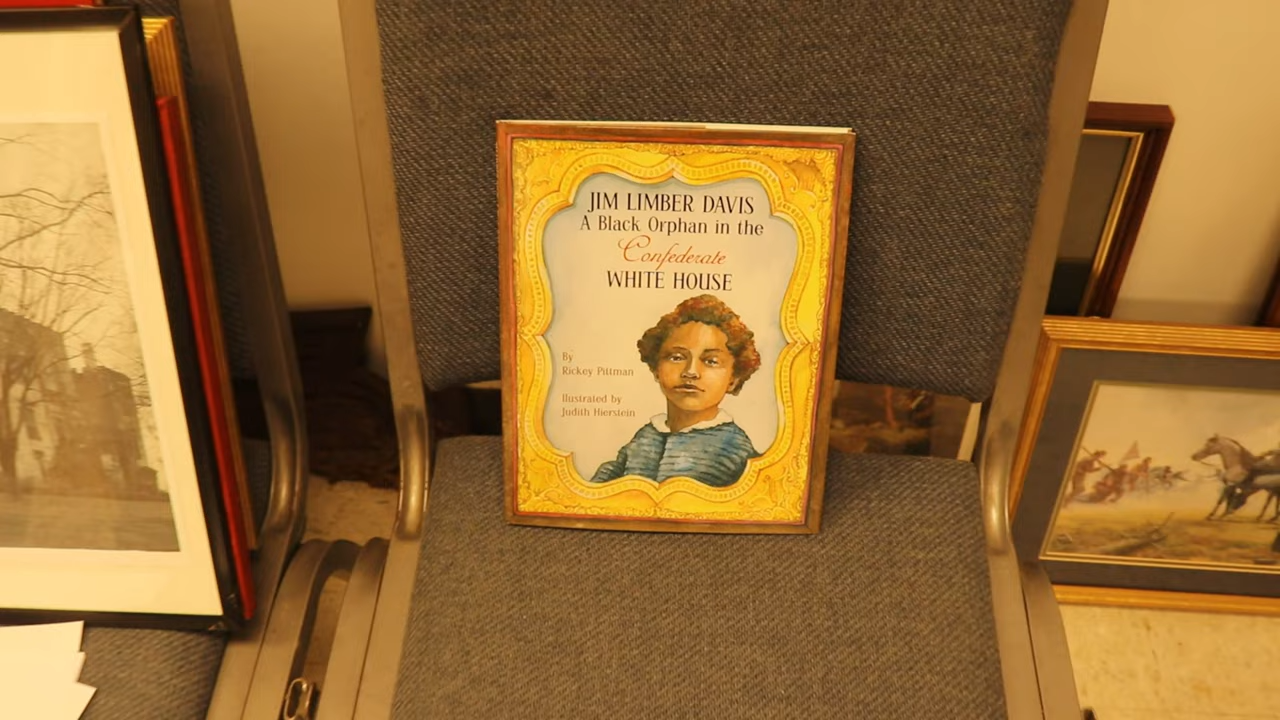 JIM LIMBER DAVIS
A Black Orphan in the
Confederate
WHITE HOUSE
By
Rickey Pittman
Illustrated by
Judith Hierstein